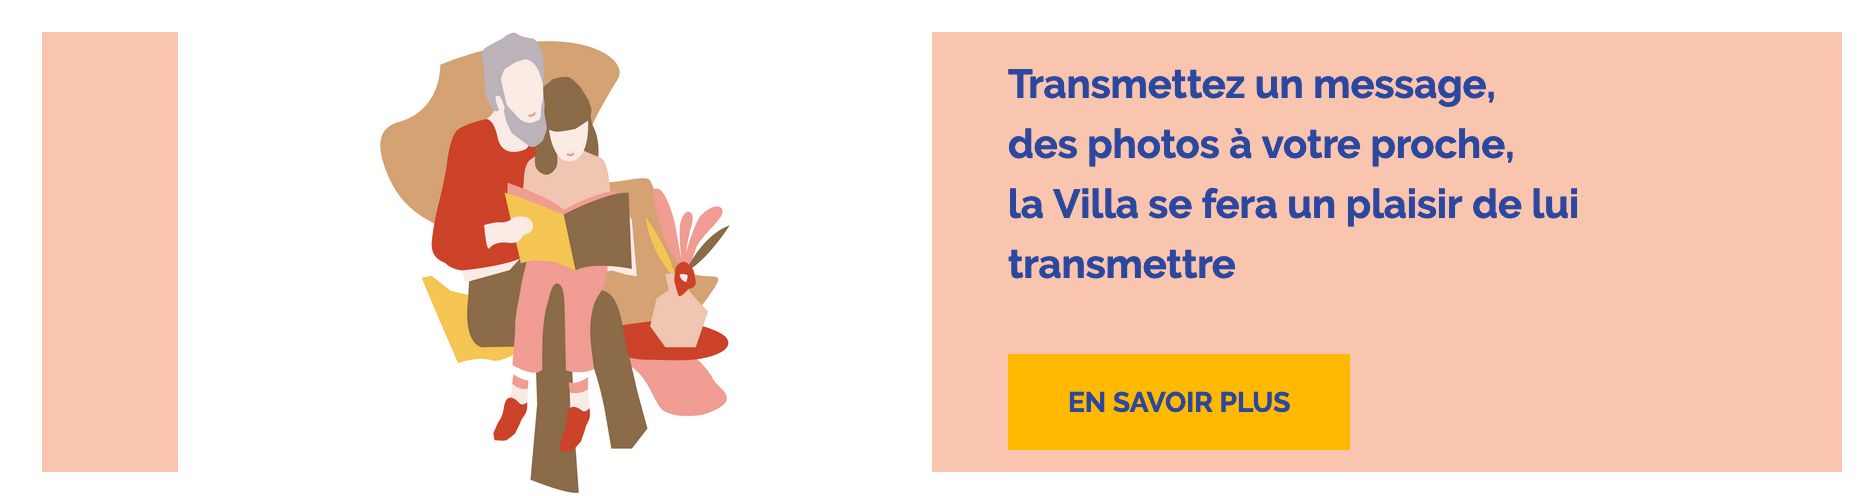 Transmettez un message,
des photos à votre proche,
la Villa se fera un plaisir de lui
transmettre
EN SAVOIR PLUS